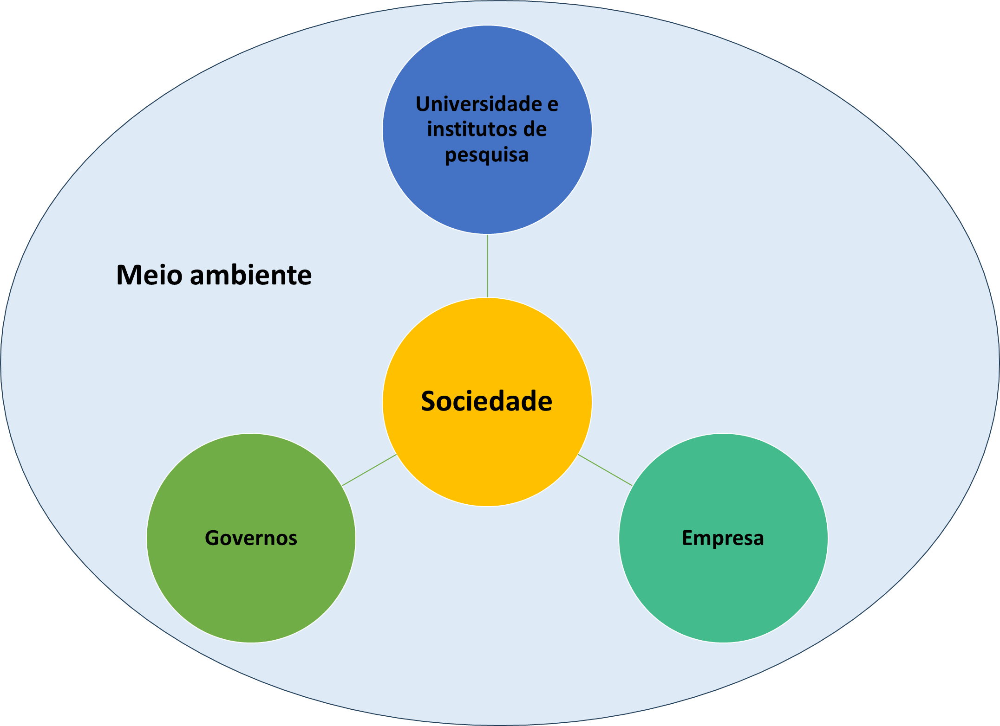 Universidade e
institutos de
pesquisa
Meio ambiente
Sociedade
Governos
Empresa